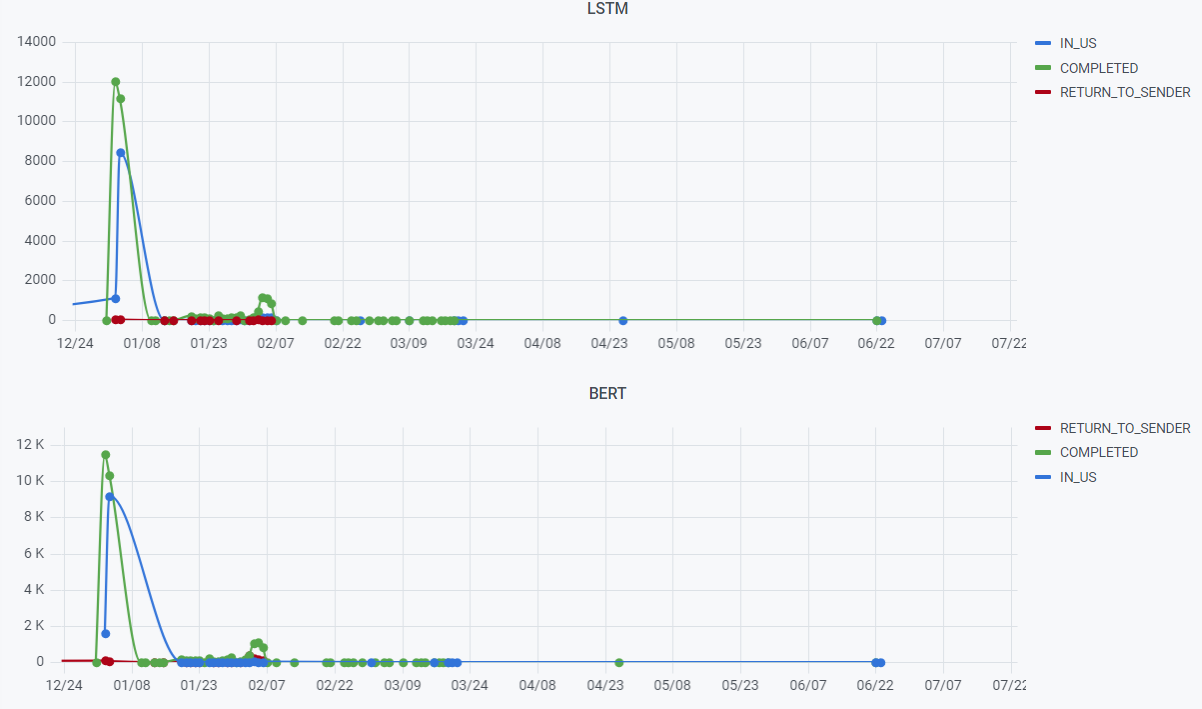 LSTM
14000
12000
10000
8000
6000
4000
2000
0
12/24 01/08 01/23 02/07 02/22 03/09 03/24 04/08 04/23 05/08 05/23 06/07 06/22 07/07 07/22
IN_US
COMPLETED
RETURN_TO_SENDER
BERT
12 K
10 K
8 K
6 K
4 K
2 K
0
12/24 01/08 01/23 02/07 02/22 03/09 03/24 04/08 04/23 05/08 05/23 06/07 06/22 07/07 07/22
RETURN_TO_SENDER
COMPLETED
IN_US